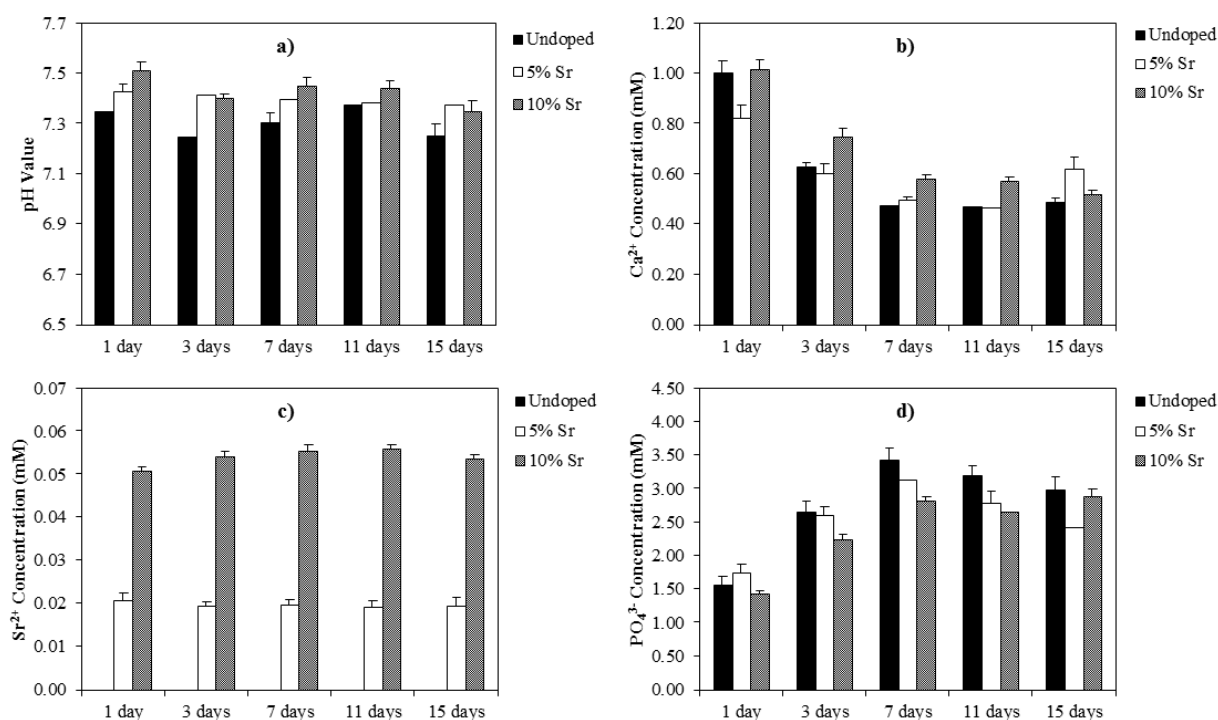 a)
Undoped
5% Sr
10% Sr
pH Value
7.7
7.5
7.3
7.1
6.9
6.7
6.5
1 day 3 days 7 days 11 days 15 days
b)
Undoped
5% Sr
10% Sr
Ca²⁺ Concentration (mM)
1.20
1.00
0.80
0.60
0.40
0.20
0.00
1 day 3 days 7 days 11 days 15 days
c)
Undoped
5% Sr
10% Sr
Sr²⁺ Concentration (mM)
0.07
0.06
0.05
0.04
0.03
0.02
0.01
0.00
1 day 3 days 7 days 11 days 15 days
d)
Undoped
5% Sr
10% Sr
PO₄³⁻ Concentration (mM)
4.50
4.00
3.50
3.00
2.50
2.00
1.50
1.00
0.50
0.00
1 day 3 days 7 days 11 days 15 days